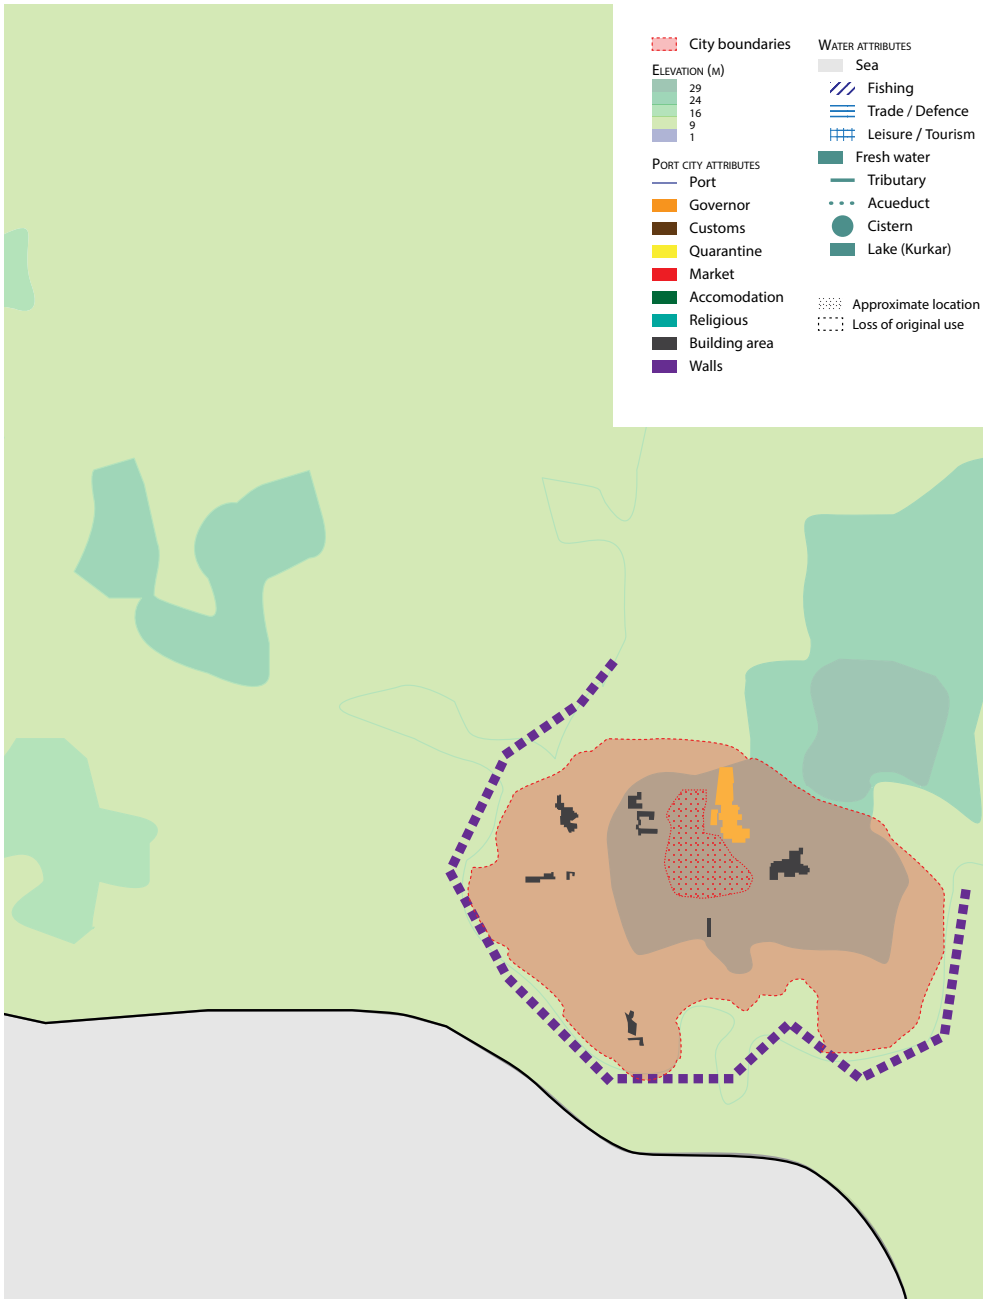 City boundaries
Elevation (m)
29
24
16
9
1
Port city attributes
Port
Governor
Customs
Quarantine
Market
Accomodation
Religious
Building area
Walls
Water attributes
Sea
Fishing
Trade / Defence
Leisure / Tourism
Fresh water
Tributary
Acueduct
Cistern
Lake (Kurkar)
Approximate location
Loss of original use